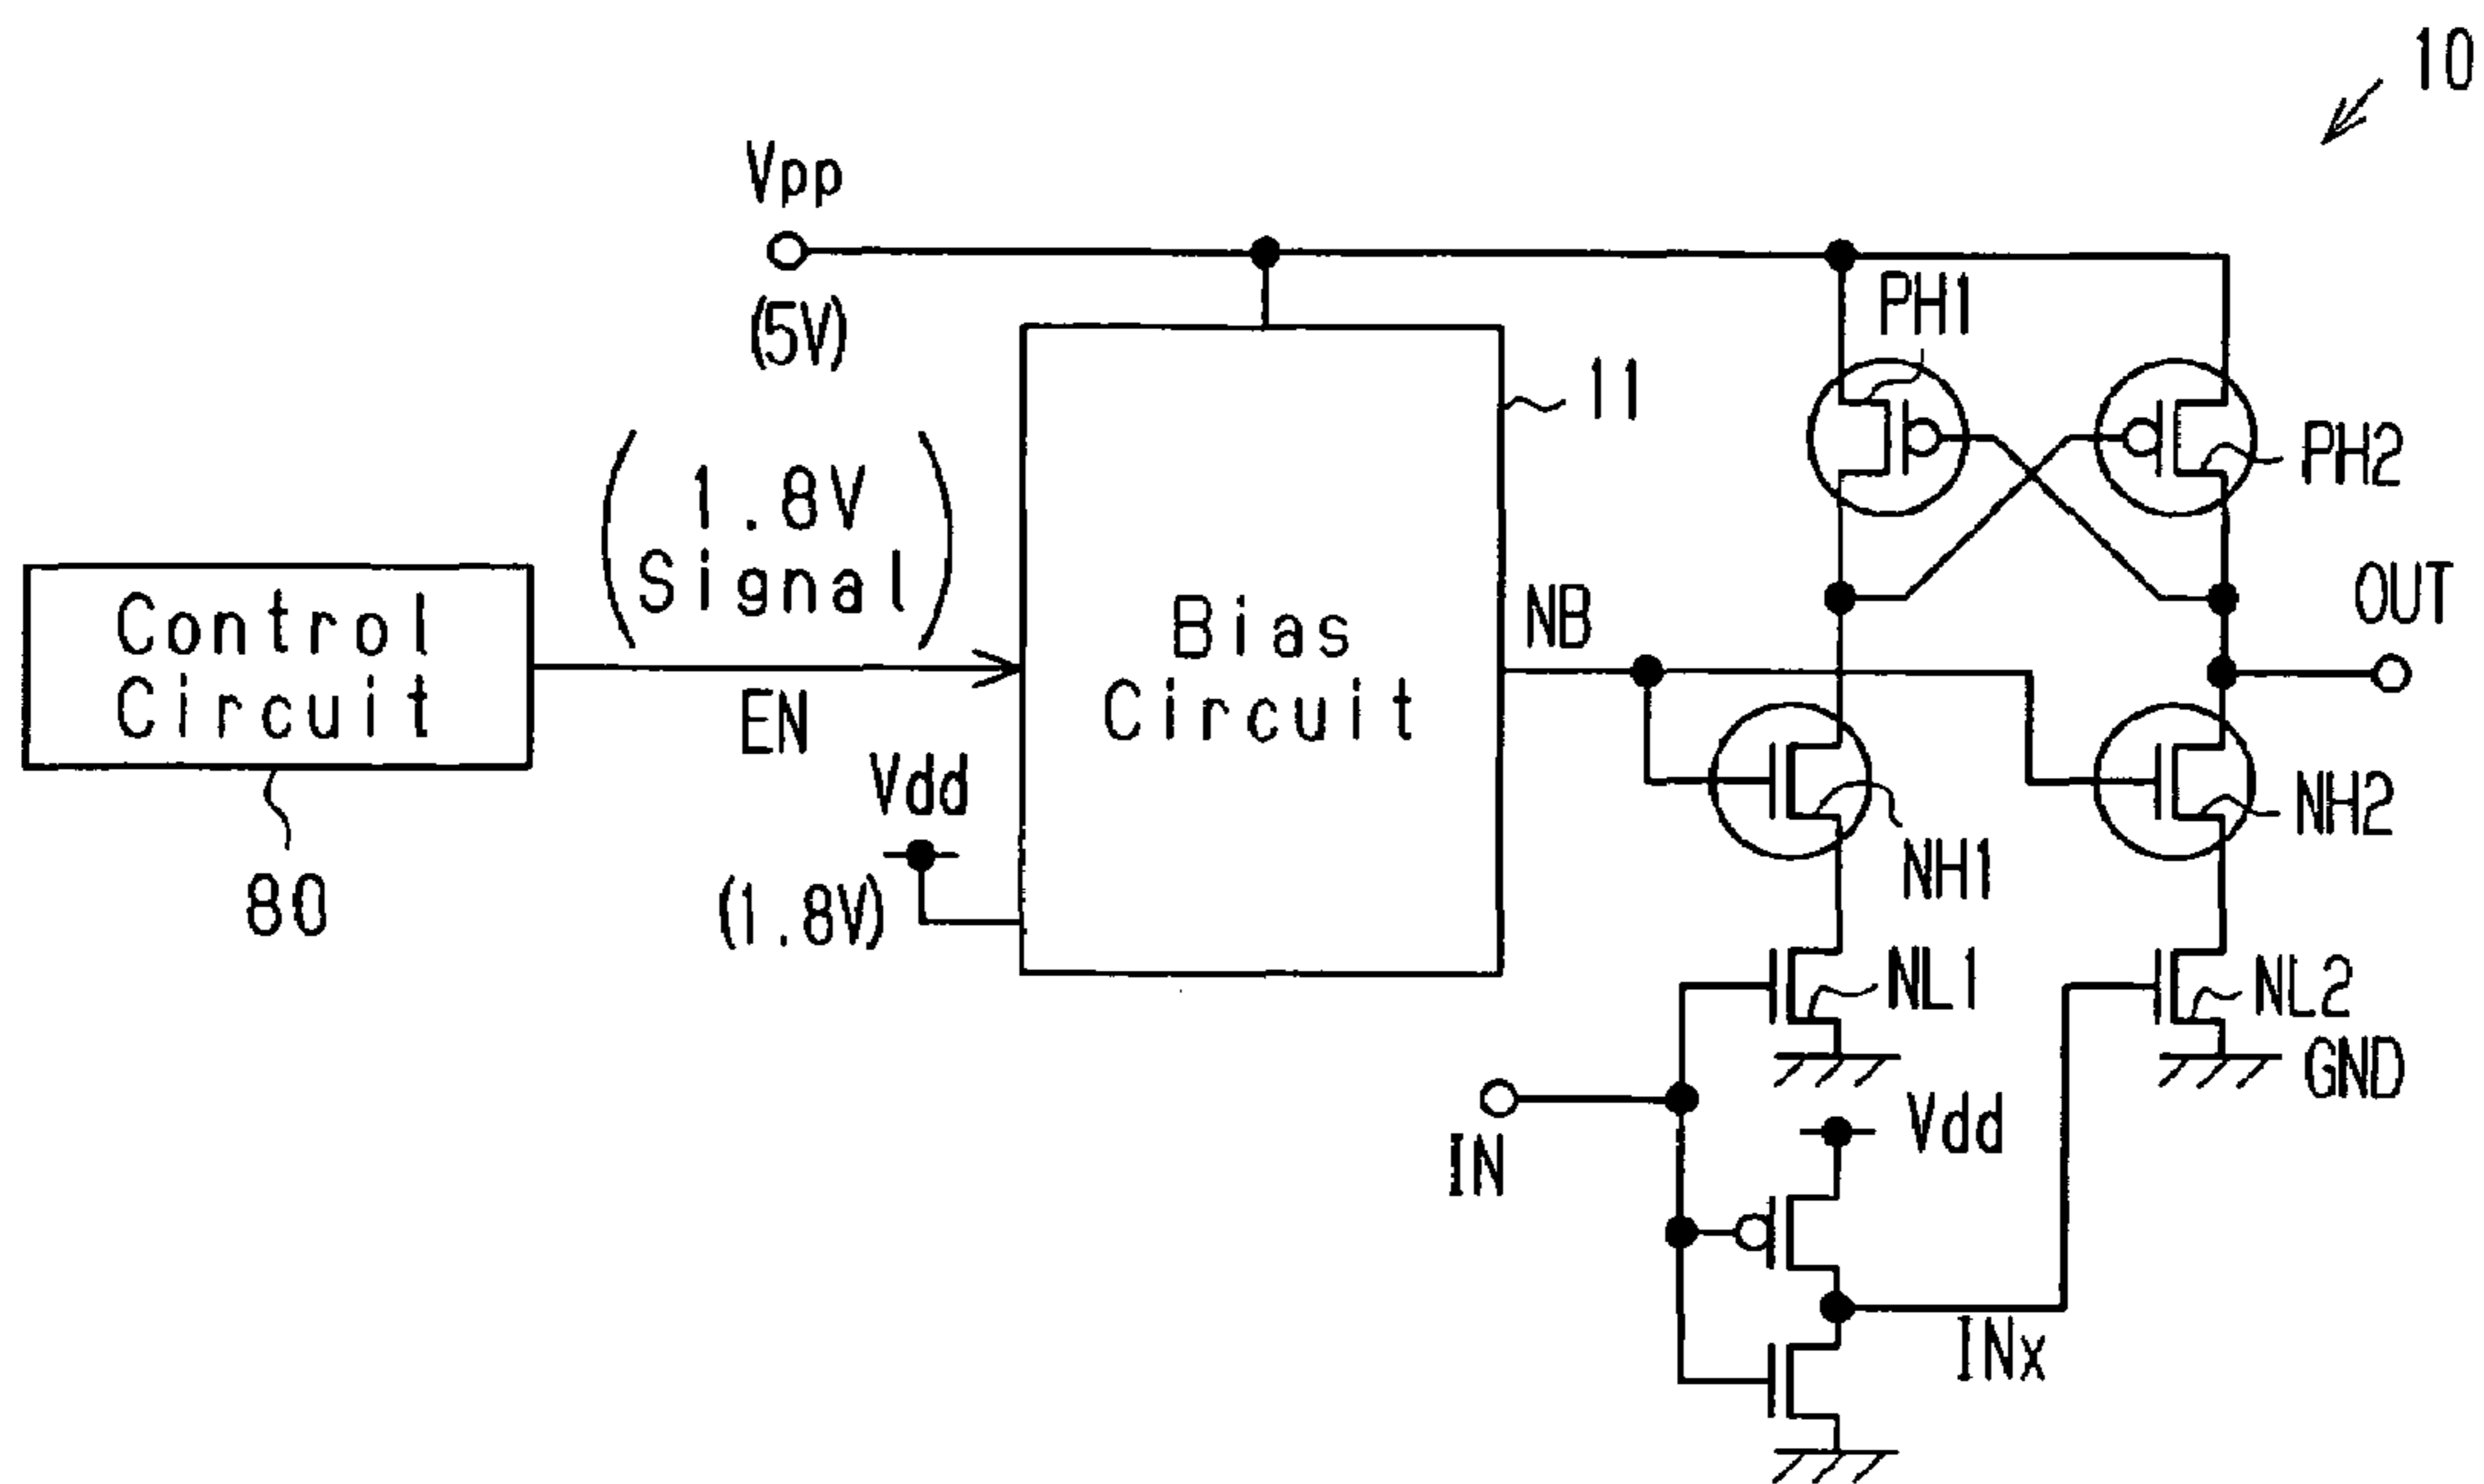 10
Vpp
(5V)
PH1
11
PH2
(1.8V
Signal)
Control
Circuit
EN
80
Vdd
(1.8V)
Bias
Circuit
NB
OUT
NH1
NH2
NL1
NL2
GND
IN
Vdd
INx